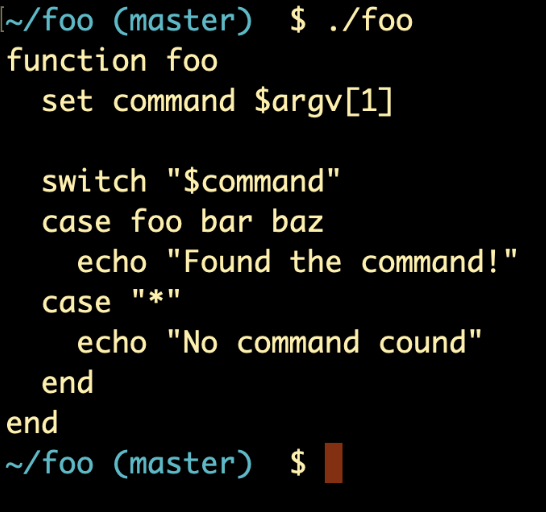 ~/foo (master)  $ ./foo
function foo
  set command $argv[1]

  switch "$command"
  case foo bar baz
    echo "Found the command!"
  case "*"
    echo "No command cound"
  end
end
~/foo (master)  $